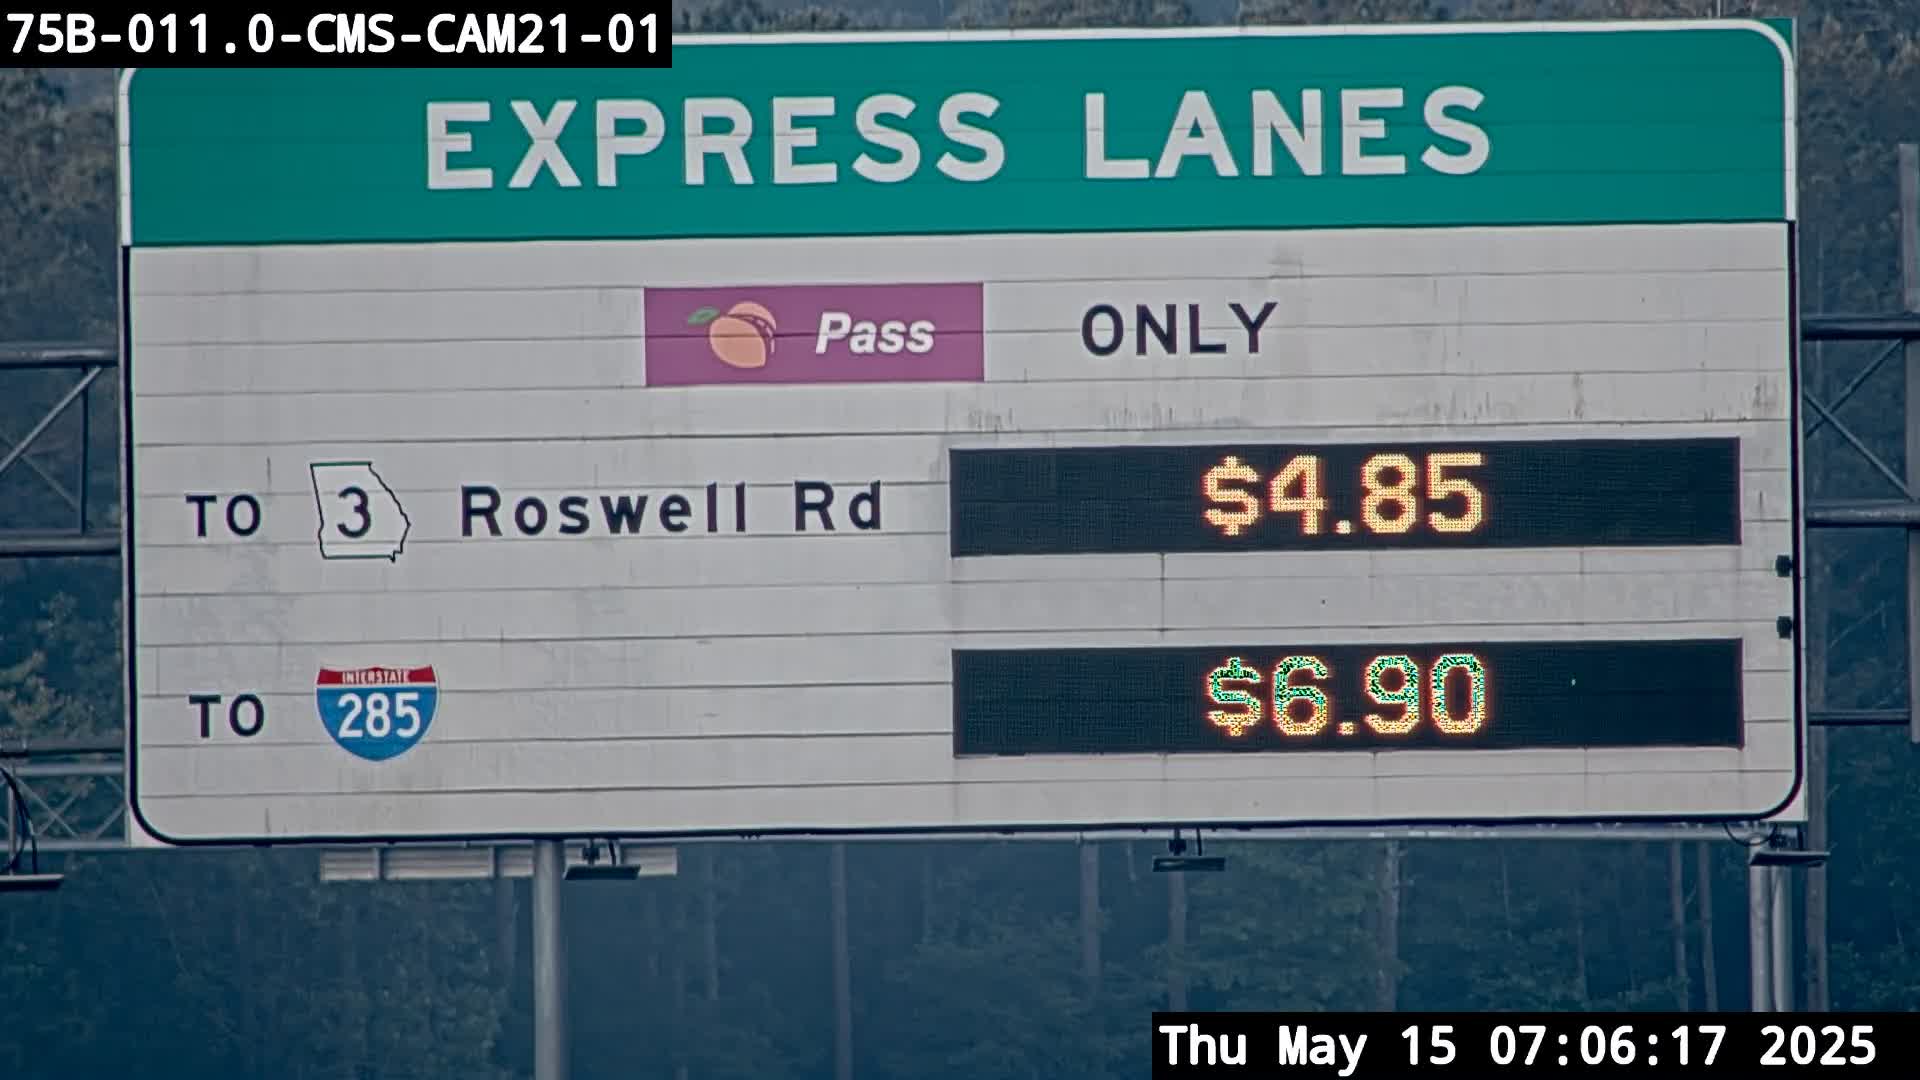 75B-011.0-CMS-CAM21-01
EXPRESS LANES
Pass ONLY
TO 3 Roswell Rd $4.85
TO INTERSTATE 285 $6.90
Thu May 15 07:06:17 2025